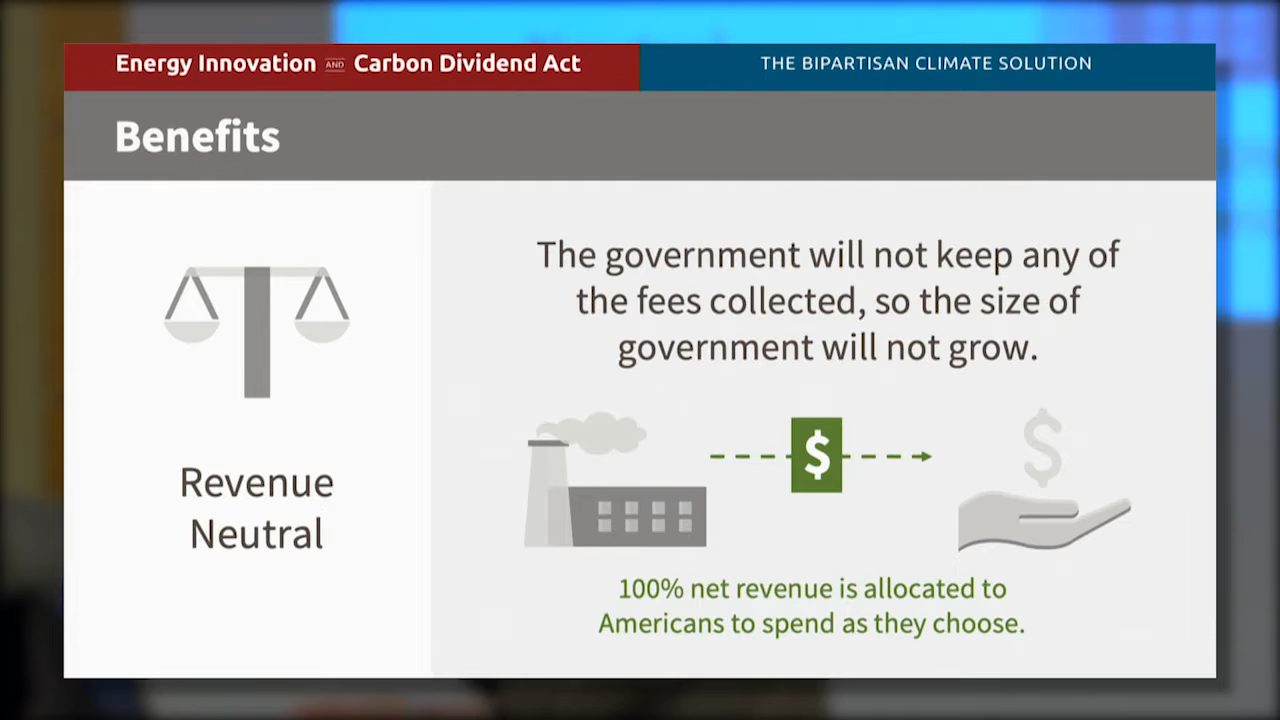 Energy Innovation AND Carbon Dividend Act
THE BIPARTISAN CLIMATE SOLUTION
Benefits
Revenue
Neutral
The government will not keep any of
the fees collected, so the size of
government will not grow.
$
$
100% net revenue is allocated to
Americans to spend as they choose.